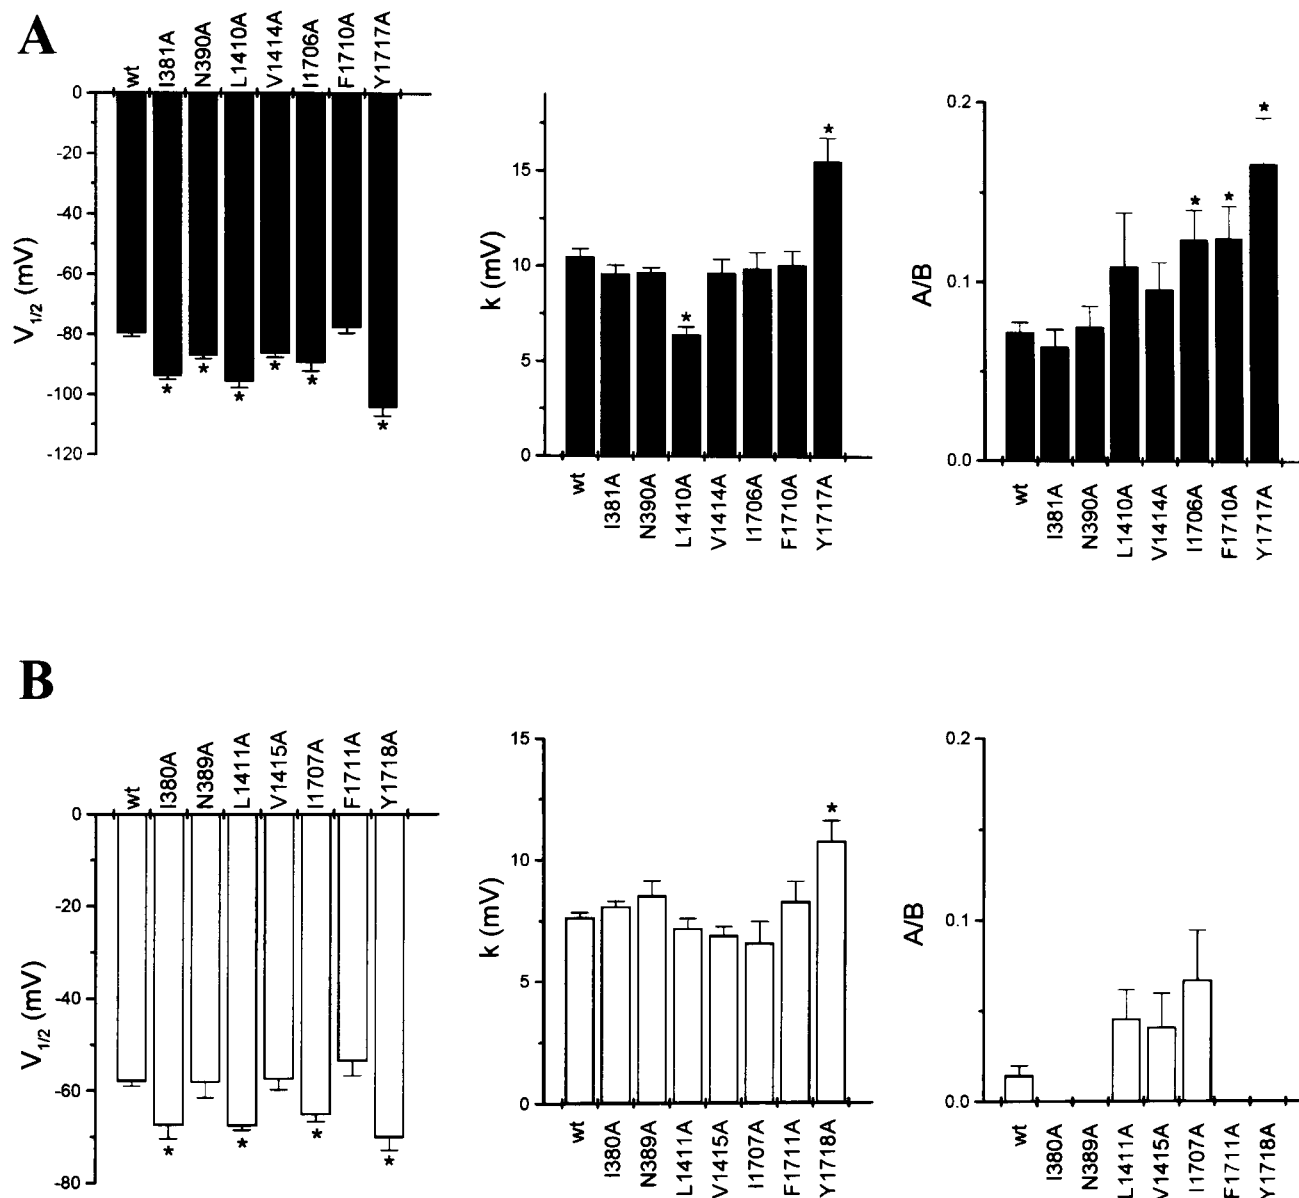 A
wt
I381A
N390A
L1410A
V1414A
I1706A
F1710A
Y1717A
0
-20
-40
-60
-80
-100
-120
V1/2 (mV)
* * * * * *
15
10
5
0
k (mV)
* *
wt
I381A
N390A
L1410A
V1414A
I1706A
F1710A
Y1717A
0.2
0.1
0.0
A/B
* * *
wt
I381A
N390A
L1410A
V1414A
I1706A
F1710A
Y1717A
B
wt
I380A
N389A
L1411A
V1415A
I1707A
F1711A
Y1718A
0
-20
-40
-60
-80
V1/2 (mV)
* * * *
15
10
5
0
k (mV)
*
wt
I380A
N389A
L1411A
V1415A
I1707A
F1711A
Y1718A
0.2
0.1
0.0
A/B
wt
I380A
N389A
L1411A
V1415A
I1707A
F1711A
Y1718A